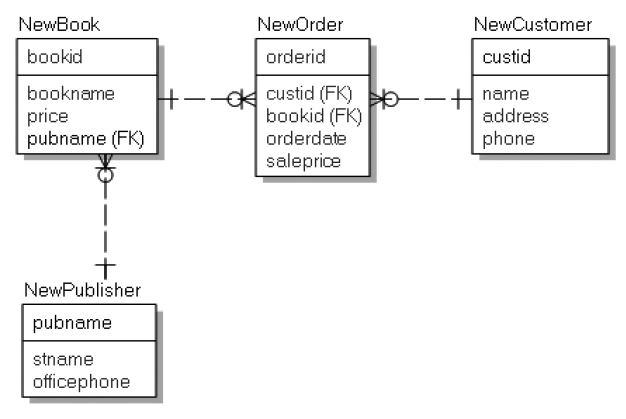 NewBook
bookid
bookname
price
pubname (FK)
NewOrder
orderid
custid (FK)
bookid (FK)
orderdate
saleprice
NewCustomer
custid
name
address
phone
NewPublisher
pubname
stname
officephone